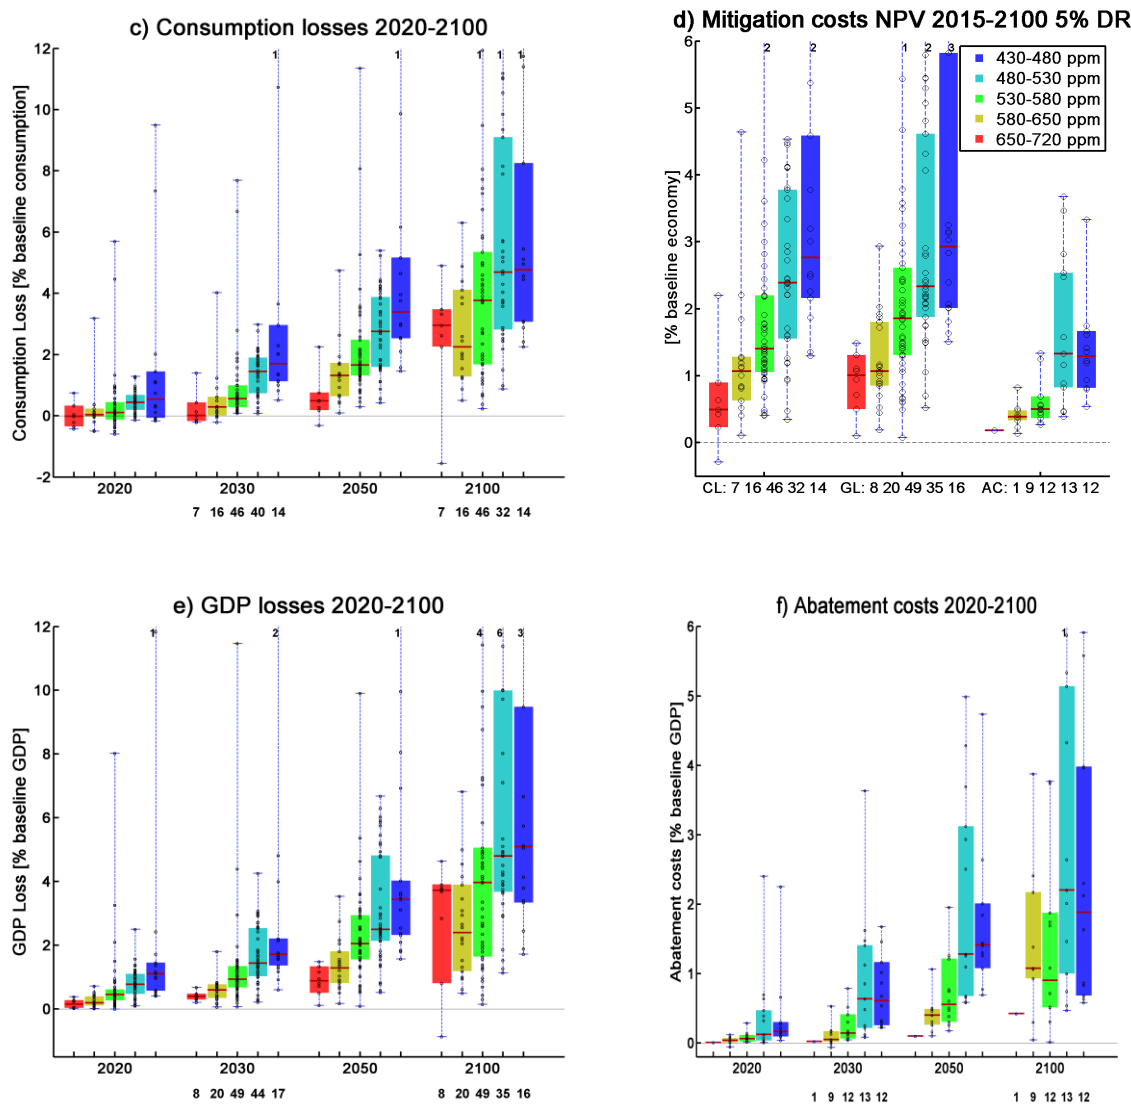 c) Consumption losses 2020-2100
Consumption Loss [% baseline consumption]
12
10
8
6
4
2
0
-2
1 1 1 1 1
2020 2030 2050 2100
7 16 46 40 14 7 16 46 32 14
d) Mitigation costs NPV 2015-2100 5% DR
[% baseline economy]
6
5
4
3
2
1
0
2 2 1 2 3
430-480 ppm
480-530 ppm
530-580 ppm
580-650 ppm
650-720 ppm
CL: 7 16 46 32 14 GL: 8 20 49 35 16 AC: 1 9 12 13 12
e) GDP losses 2020-2100
GDP Loss [% baseline GDP]
12
10
8
6
4
2
0
1 2 1 4 6 3
2020 2030 2050 2100
8 20 49 44 17 8 20 49 35 16
f) Abatement costs 2020-2100
Abatement costs [% baseline GDP]
6
5
4
3
2
1
0
1
2020 2030 2050 2100
1 9 12 13 12 1 9 12 13 12